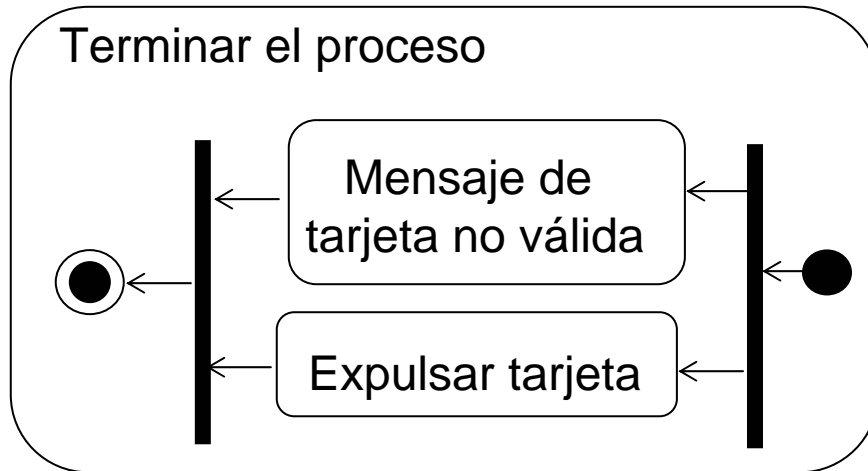 Terminar el proceso
Mensaje de
tarjeta no válida
Expulsar tarjeta